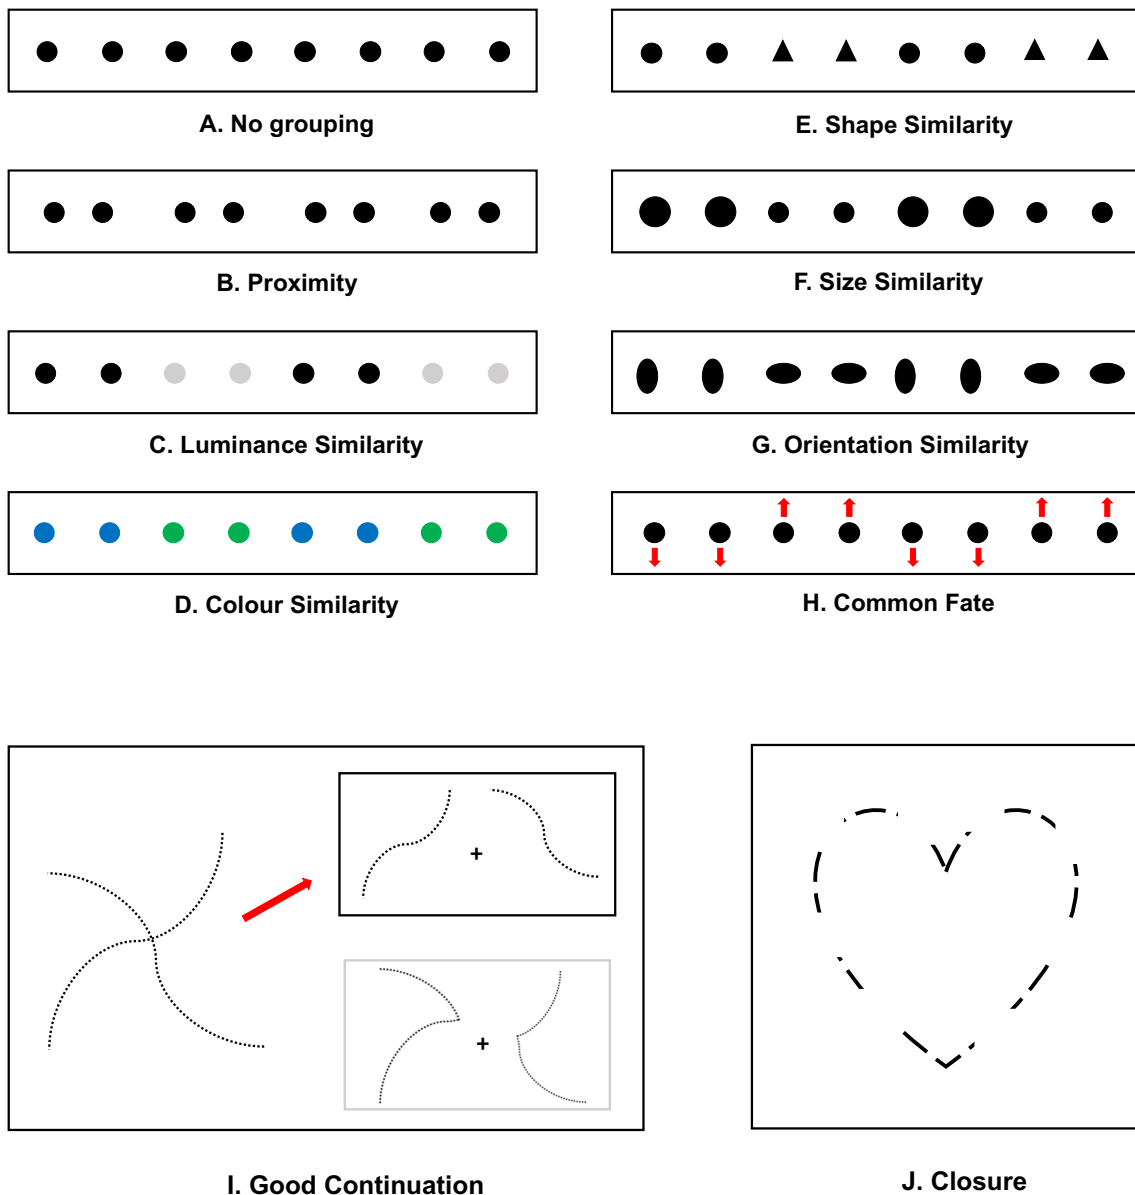 A. No grouping
E. Shape Similarity
B. Proximity
F. Size Similarity
C. Luminance Similarity
G. Orientation Similarity
D. Colour Similarity
H. Common Fate
+
+
I. Good Continuation
J. Closure